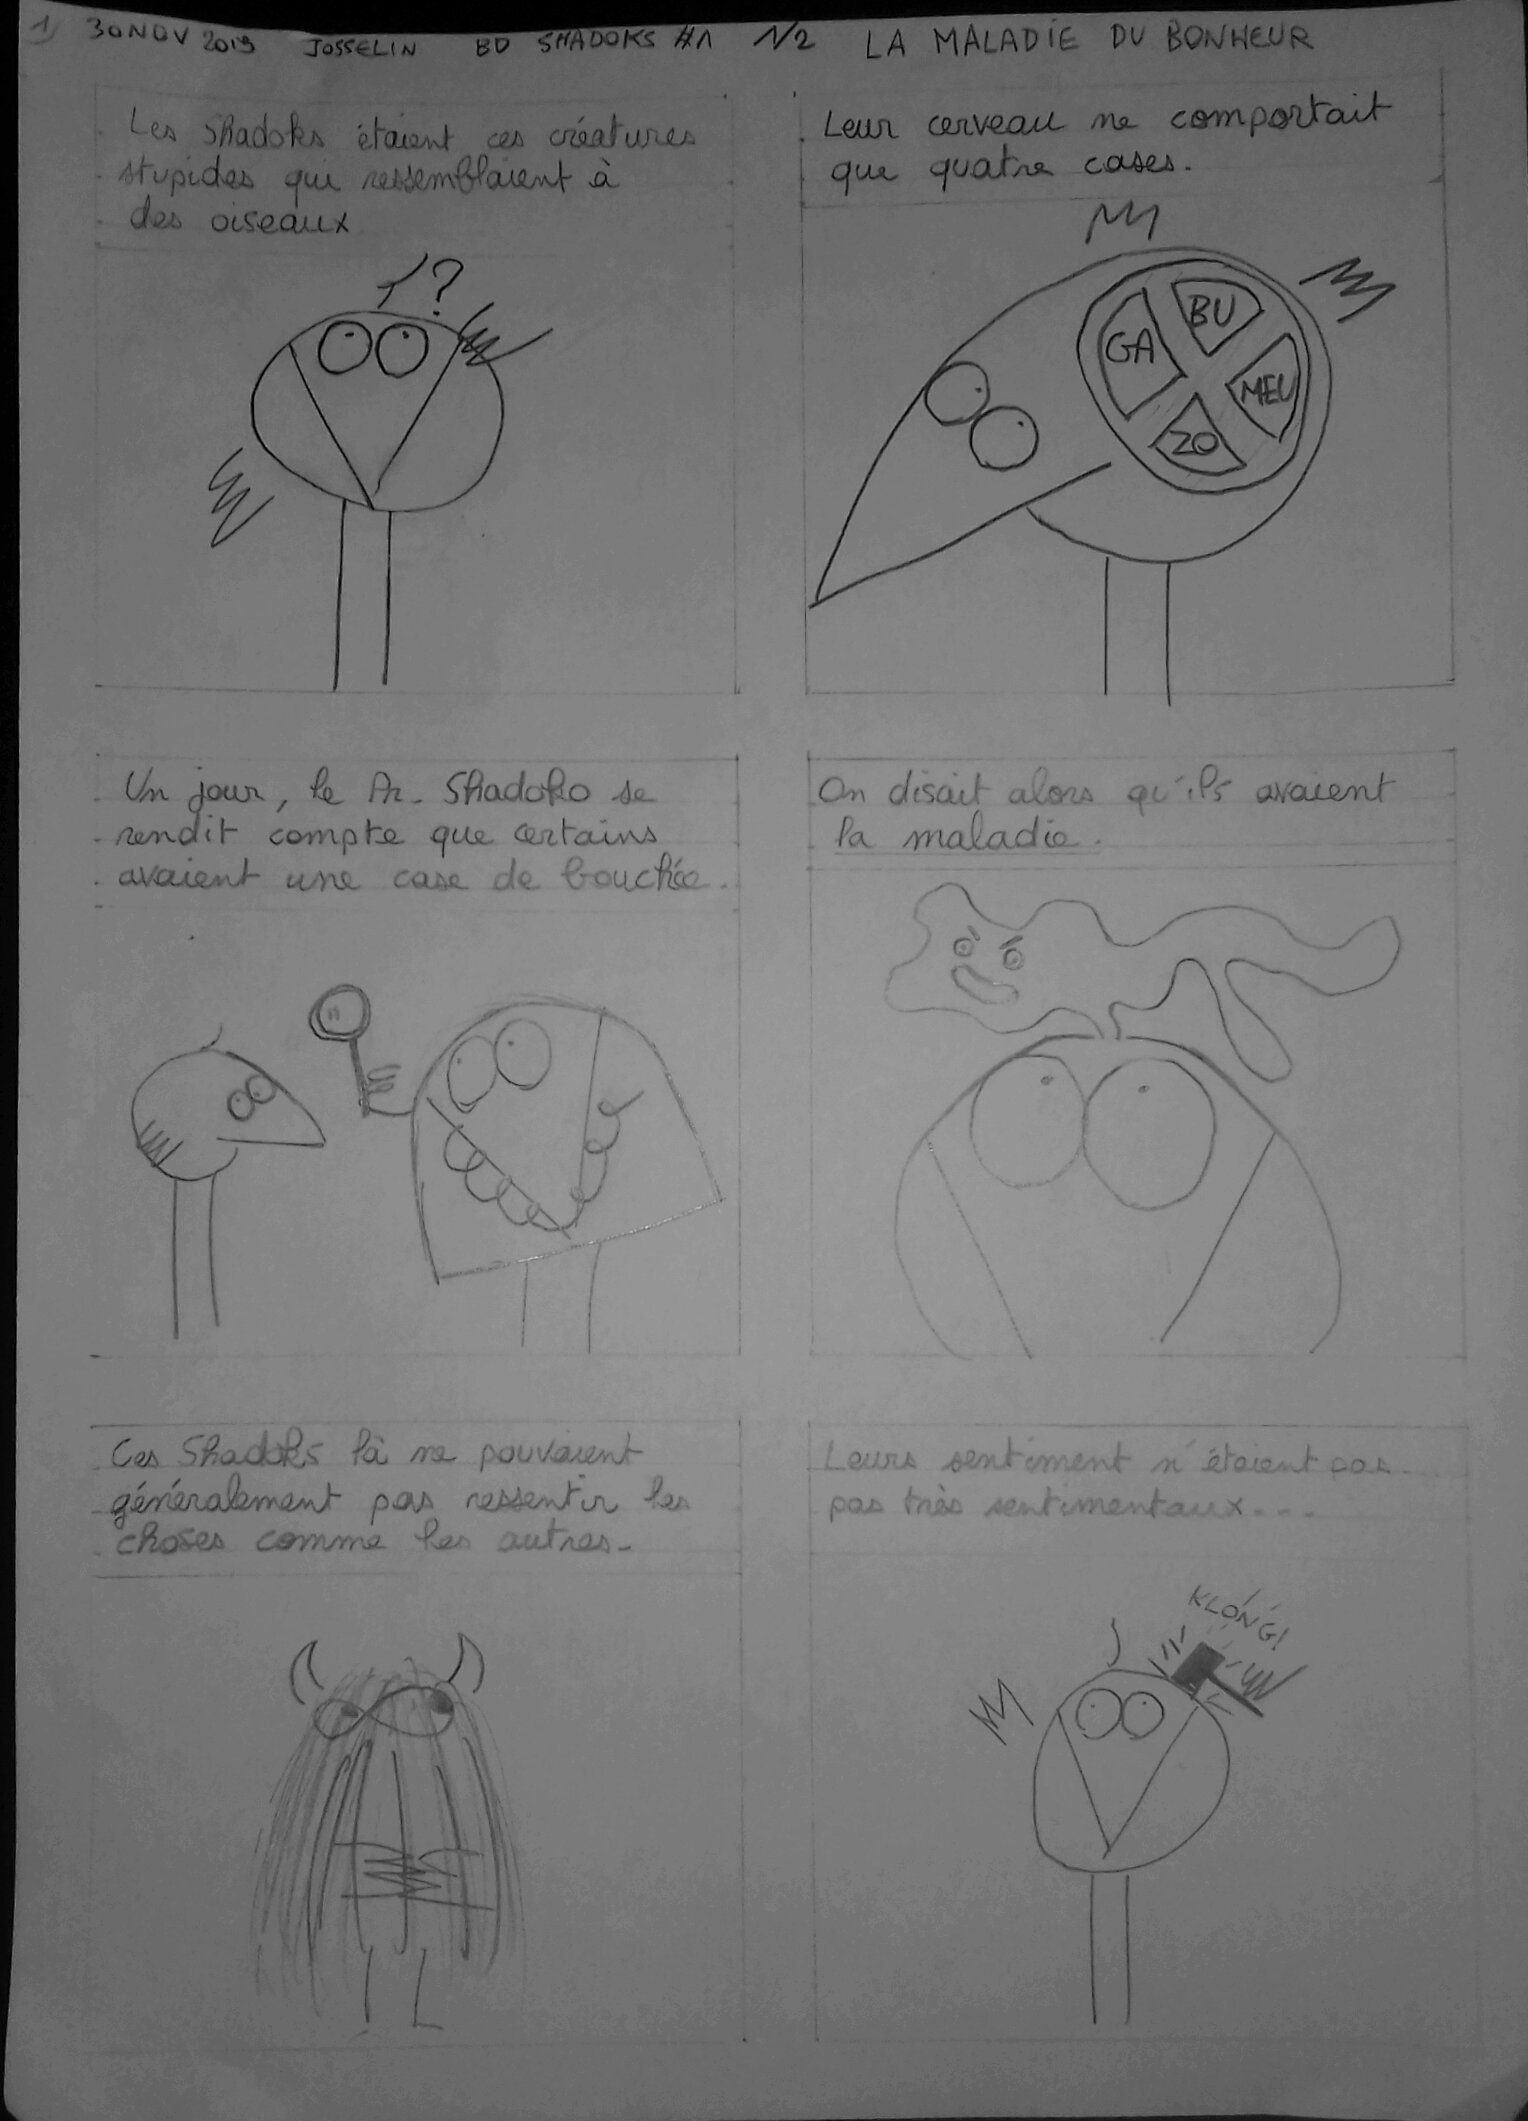 1) 30 NOV 2019 JOSSELIN BD SHADOKS #1 1/2 LA MALADIE DU BONHEUR
Les Shadoks étaient ces créatures
stupides qui ressemblaient à
des oiseaux
?
Leur cerveau ne comportait
que quatre cases.
GA
BU
MEU
ZO
Un jour, le Pr. Shadoko se
rendit compte que certains
avaient une case de bouchée.
On disait alors qu'ils avaient
la maladie.
Ces Shadoks là ne pouvaient
généralement pas ressentir les
choses comme les autres.
Leurs sentiment n'étaient pas
pas très sentimentaux...
KLONG!